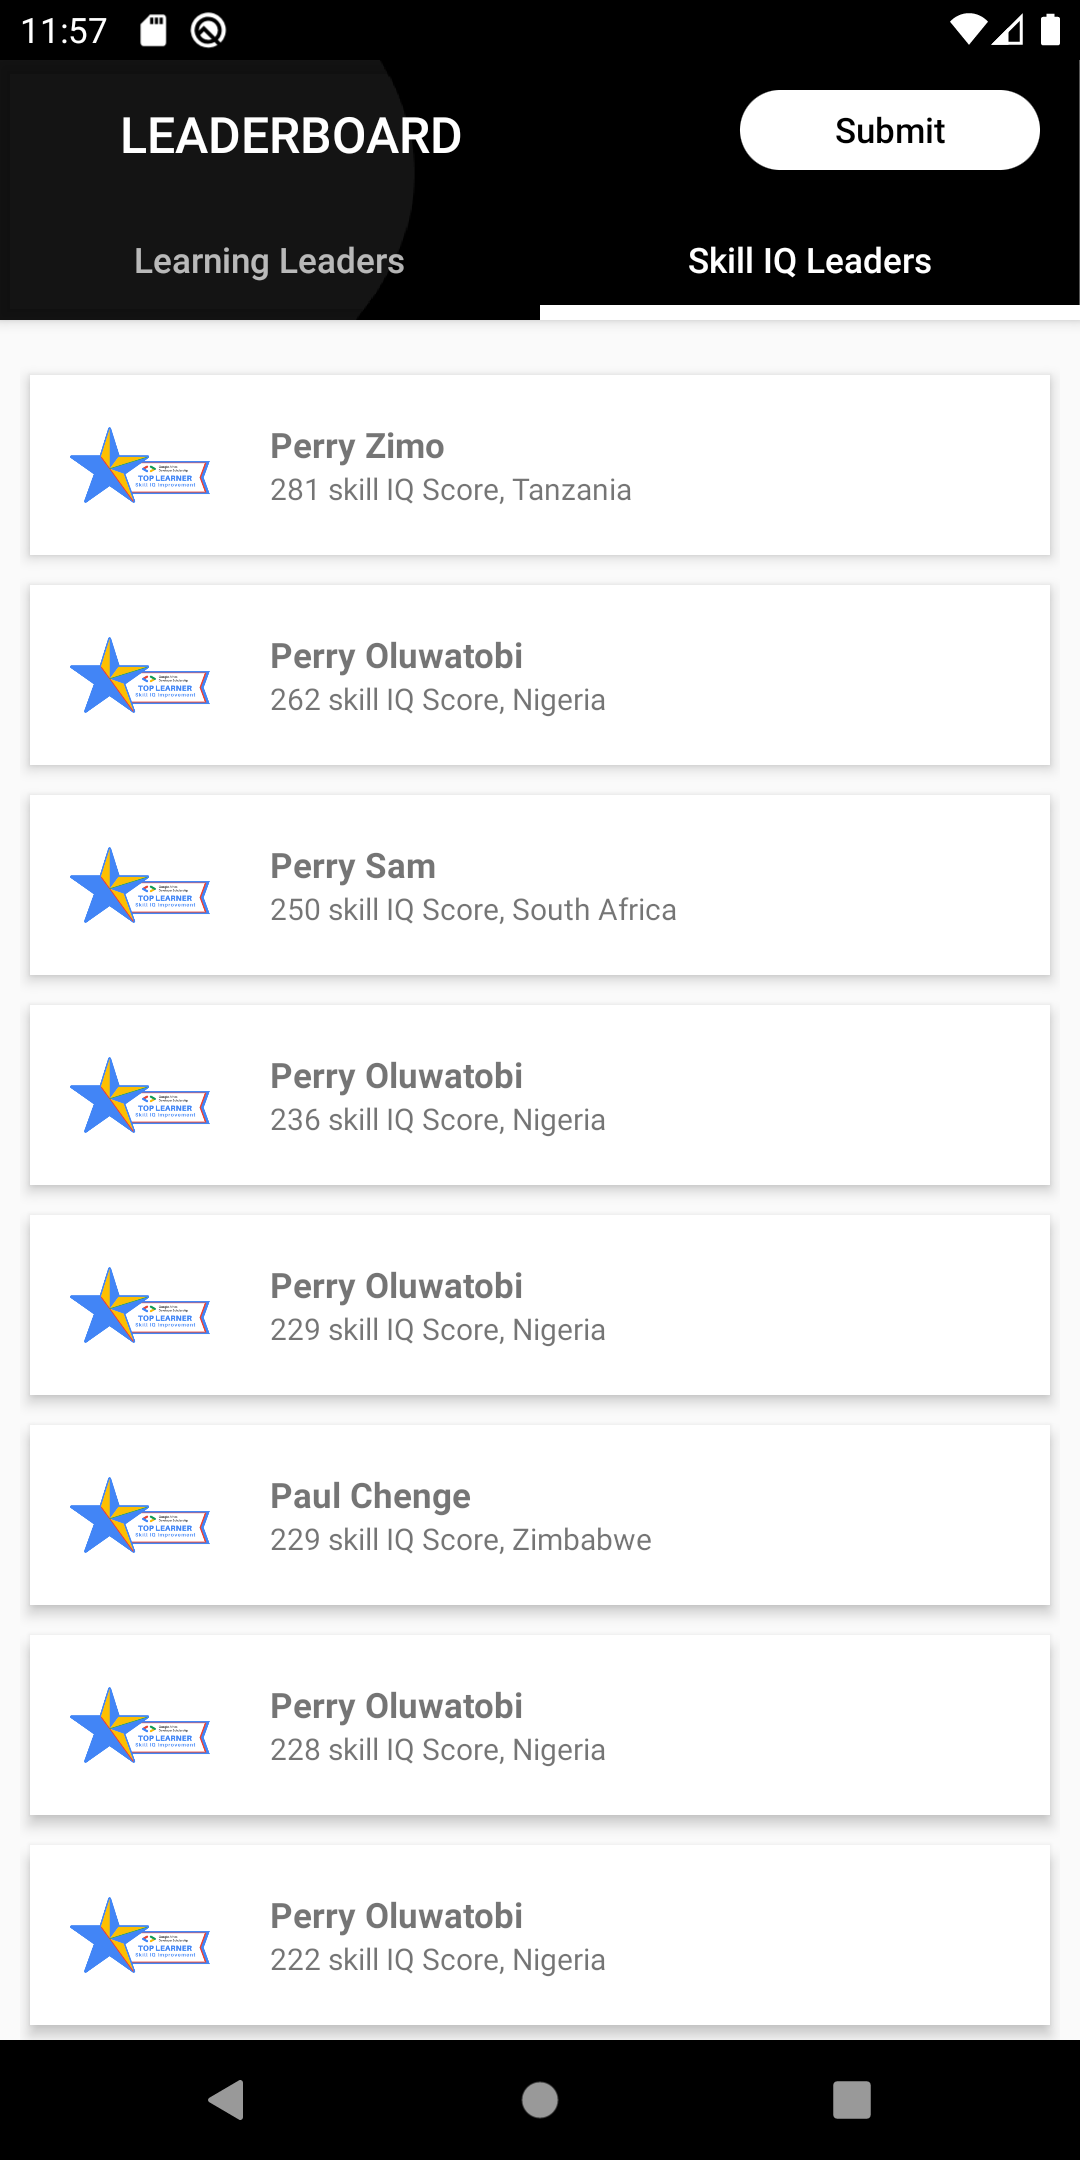 11:57
LEADERBOARD
Submit
Learning Leaders
Skill IQ Leaders
TOP LEARNER
Skill IQ Improvement
Perry Zimo
281 skill IQ Score, Tanzania
TOP LEARNER
Skill IQ Improvement
Perry Oluwatobi
262 skill IQ Score, Nigeria
TOP LEARNER
Skill IQ Improvement
Perry Sam
250 skill IQ Score, South Africa
TOP LEARNER
Skill IQ Improvement
Perry Oluwatobi
236 skill IQ Score, Nigeria
TOP LEARNER
Skill IQ Improvement
Perry Oluwatobi
229 skill IQ Score, Nigeria
TOP LEARNER
Skill IQ Improvement
Paul Chenge
229 skill IQ Score, Zimbabwe
TOP LEARNER
Skill IQ Improvement
Perry Oluwatobi
228 skill IQ Score, Nigeria
TOP LEARNER
Skill IQ Improvement
Perry Oluwatobi
222 skill IQ Score, Nigeria